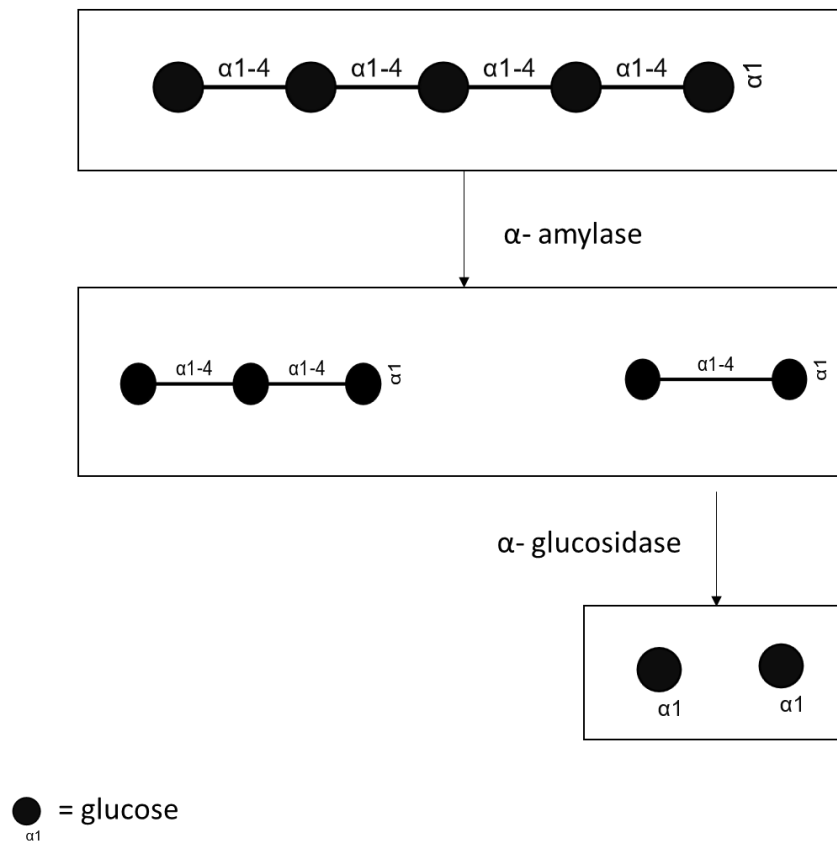 α1-4 α1-4 α1-4 α1-4 α1
α- amylase
α1-4 α1-4 α1 α1-4 α1
α- glucosidase
α1 α1
= glucose
α1